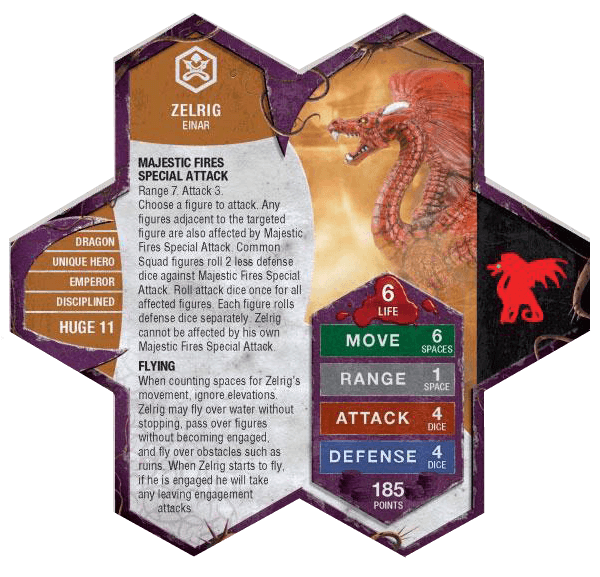 ZELRIG
EINAR
MAJESTIC FIRES
SPECIAL ATTACK
Range 7. Attack 3.
Choose a figure to attack. Any
figures adjacent to the targeted
figure are also affected by Majestic
Fires Special Attack. Common
Squad figures roll 2 less defense
dice against Majestic Fires Special
Attack. Roll attack dice once for all
affected figures. Each figure rolls
defense dice separately. Zelrig
cannot be affected by his own
Majestic Fires Special Attack.
FLYING
When counting spaces for Zelrig's
movement, ignore elevations.
Zelrig may fly over water without
stopping, pass over figures
without becoming engaged,
and fly over obstacles such as
ruins. When Zelrig starts to fly,
if he is engaged he will take
any leaving engagement
attacks.
DRAGON
UNIQUE HERO
EMPEROR
DISCIPLINED
HUGE 11
6
LIFE
MOVE 6
SPACES
RANGE 1
SPACE
ATTACK 4
DICE
DEFENSE 4
DICE
185
POINTS